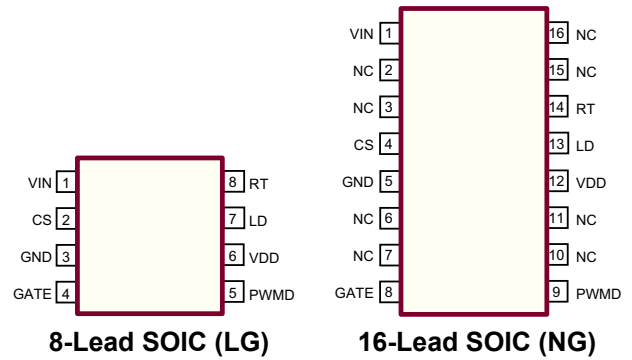 VIN 1
NC 2
NC 3
CS 4
GND 5
NC 6
NC 7
GATE 8
16 NC
15 NC
14 RT
13 LD
12 VDD
11 NC
10 NC
9 PWMD
VIN 1
CS 2
GND 3
GATE 4
8 RT
7 LD
6 VDD
5 PWMD
8-Lead SOIC (LG)
16-Lead SOIC (NG)